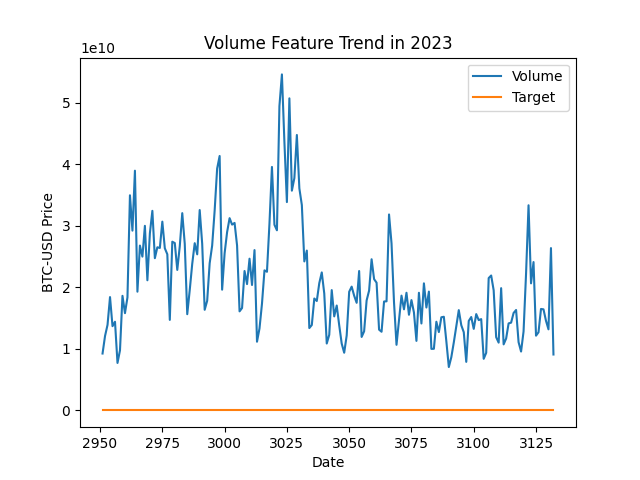 Volume Feature Trend in 2023
1e10
Volume
Target
5
4
3
2
1
0
BTC-USD Price
2950 2975 3000 3025 3050 3075 3100 3125
Date